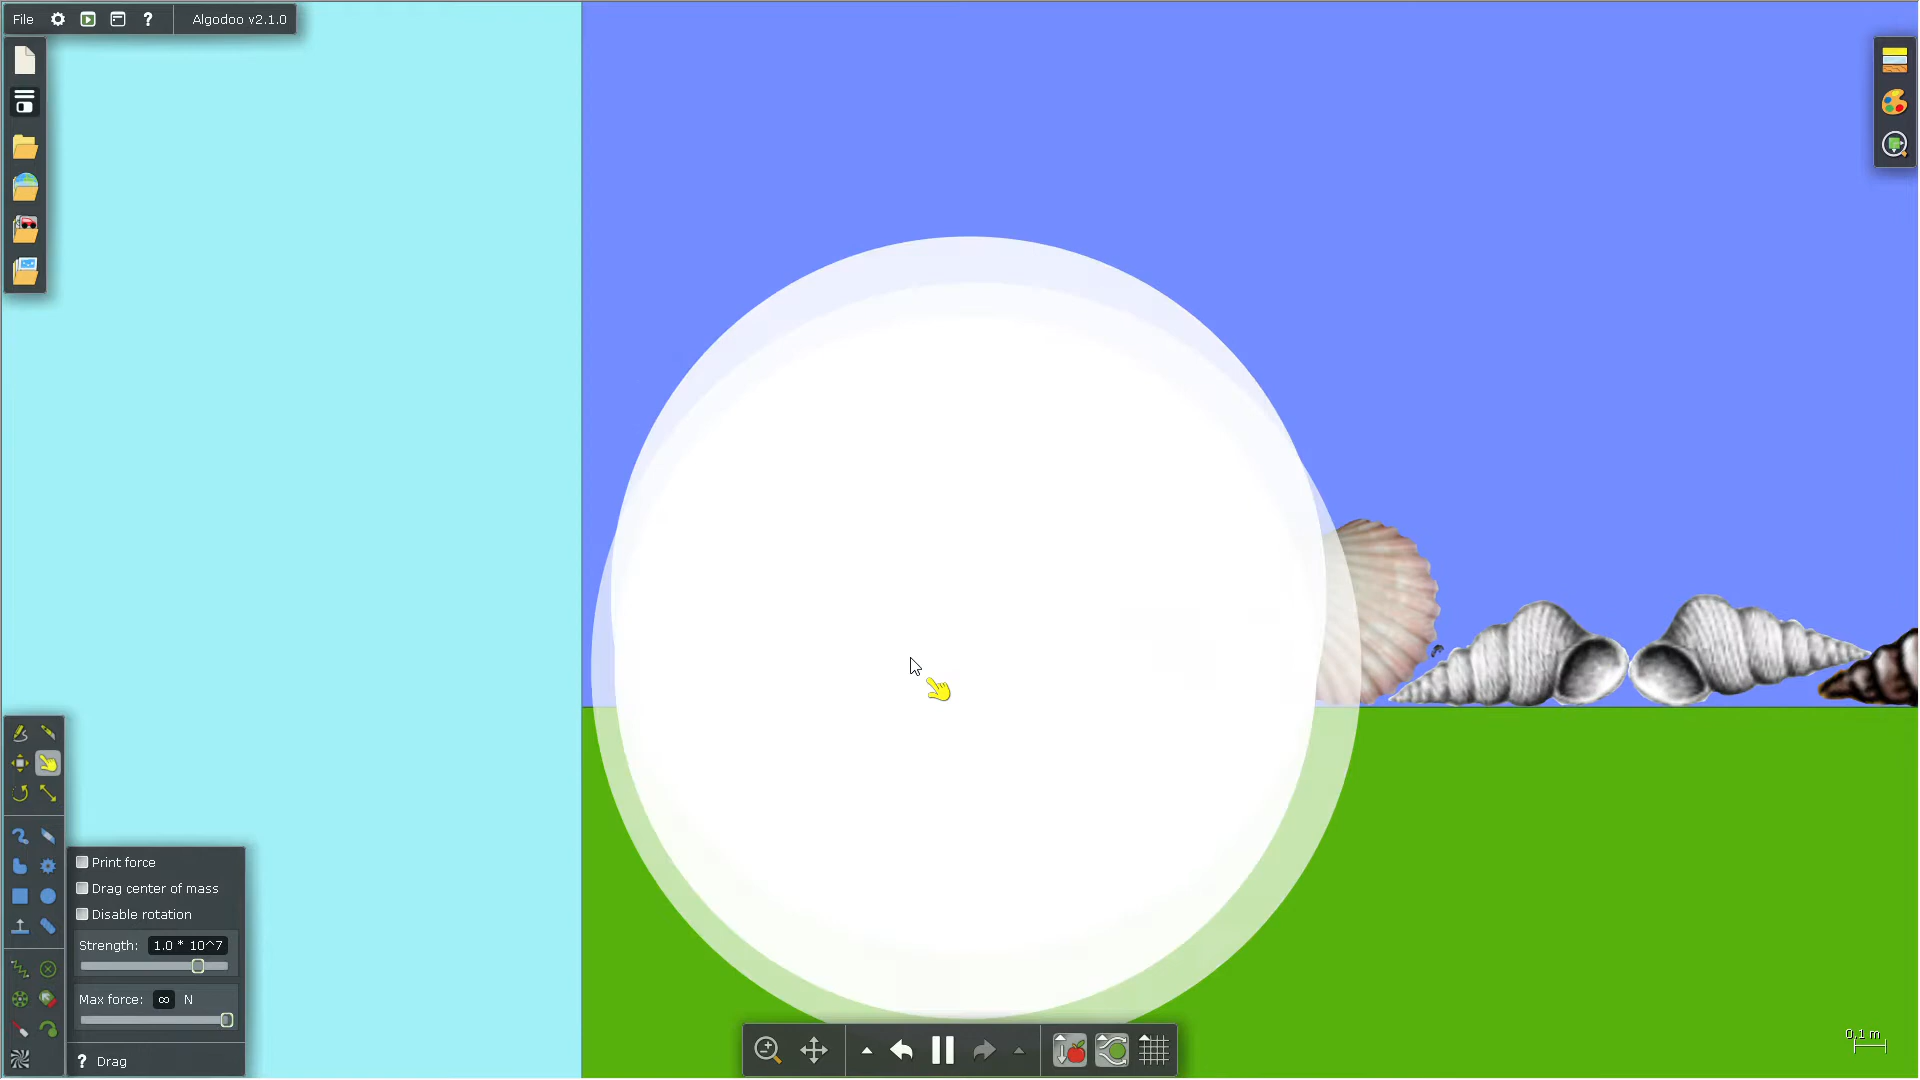 File ? Algodoo v2.1.0
Print force
Drag center of mass
Disable rotation
Strength: 1.0 * 10^7
Max force: ∞ N
? Drag
0.1 m